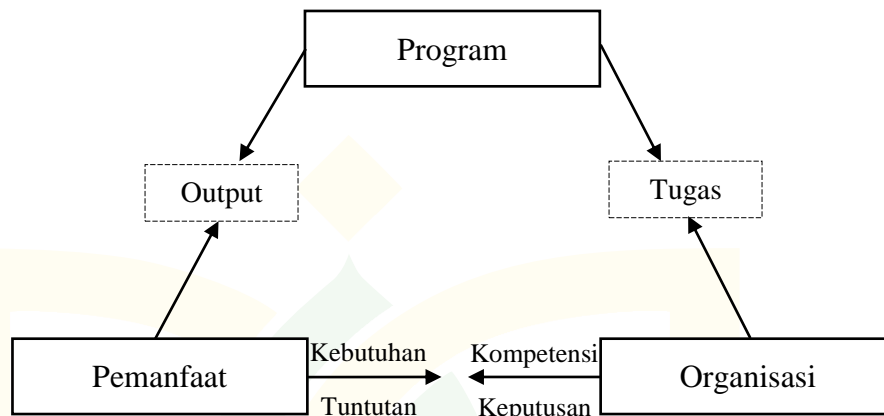 Program
Output
Tugas
Kebutuhan
Kompetensi
Pemanfaat
Organisasi
Tuntutan
Keputusan